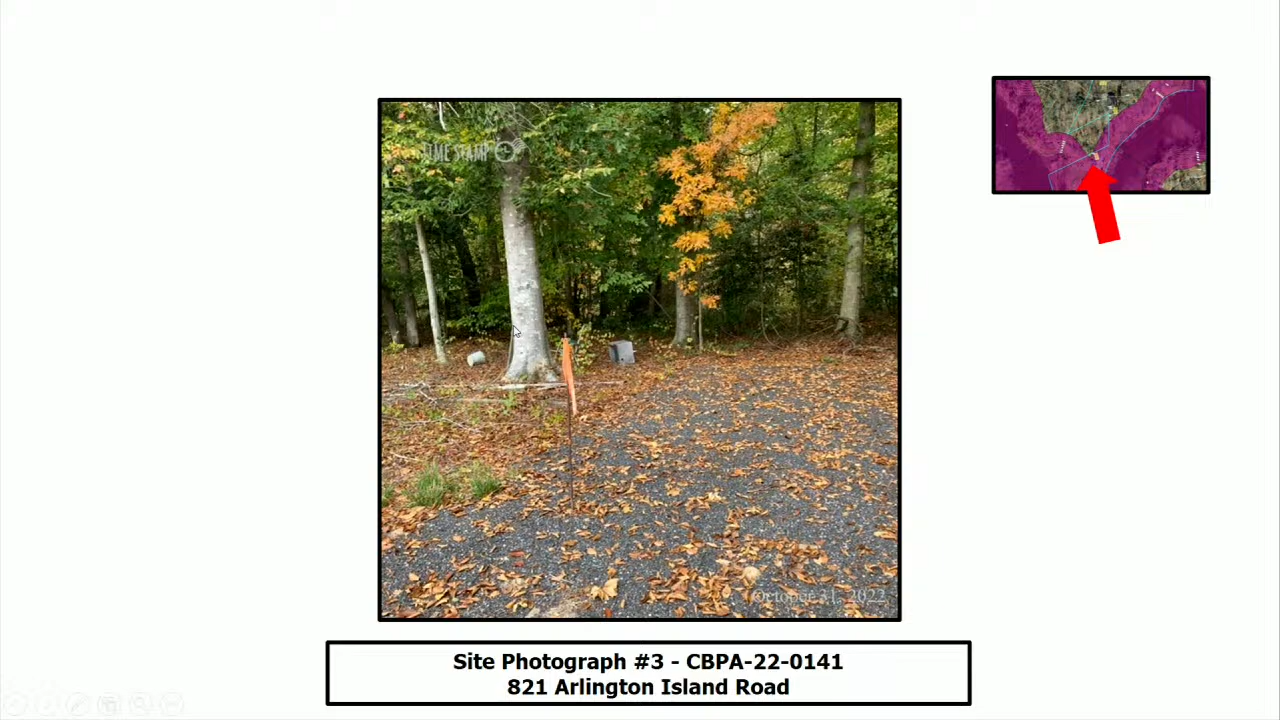 TIME STAMP
October 31, 2022
Site Photograph #3 - CBPA-22-0141
821 Arlington Island Road